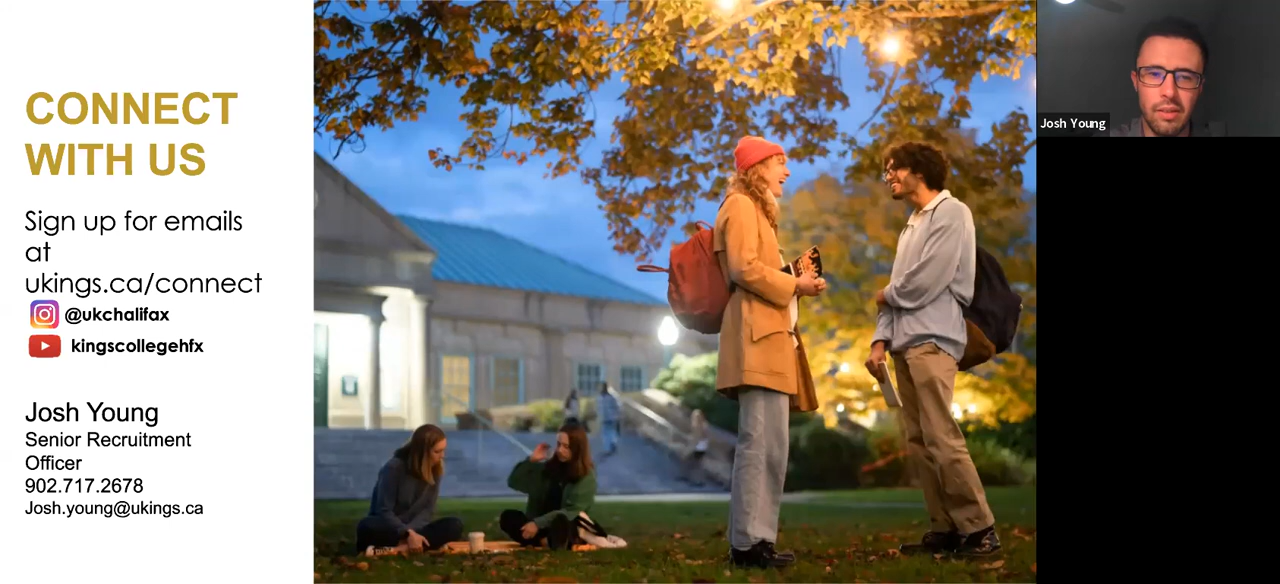 CONNECT
WITH US
Sign up for emails
at
ukings.ca/connect
@ukchalifax
kingscollegehfx
Josh Young
Senior Recruitment
Officer
902.717.2678
Josh.young@ukings.ca
Josh Young